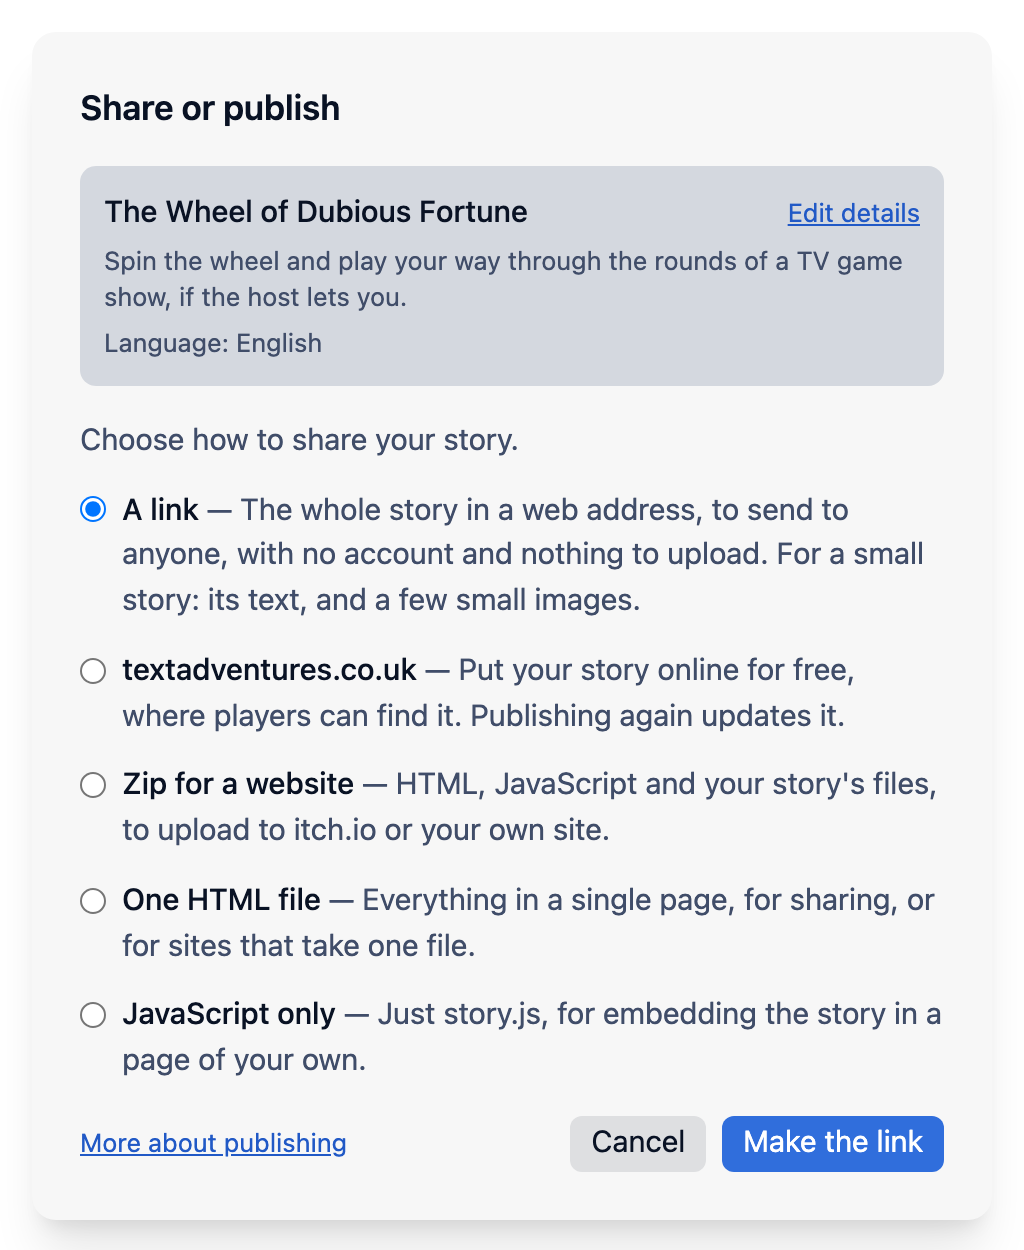 Share or publish
The Wheel of Dubious Fortune
Edit details
Spin the wheel and play your way through the rounds of a TV game
show, if the host lets you.
Language: English
Choose how to share your story.
A link — The whole story in a web address, to send to
anyone, with no account and nothing to upload. For a small
story: its text, and a few small images.
textadventures.co.uk — Put your story online for free,
where players can find it. Publishing again updates it.
Zip for a website — HTML, JavaScript and your story's files,
to upload to itch.io or your own site.
One HTML file — Everything in a single page, for sharing, or
for sites that take one file.
JavaScript only — Just story.js, for embedding the story in a
page of your own.
More about publishing
Cancel
Make the link